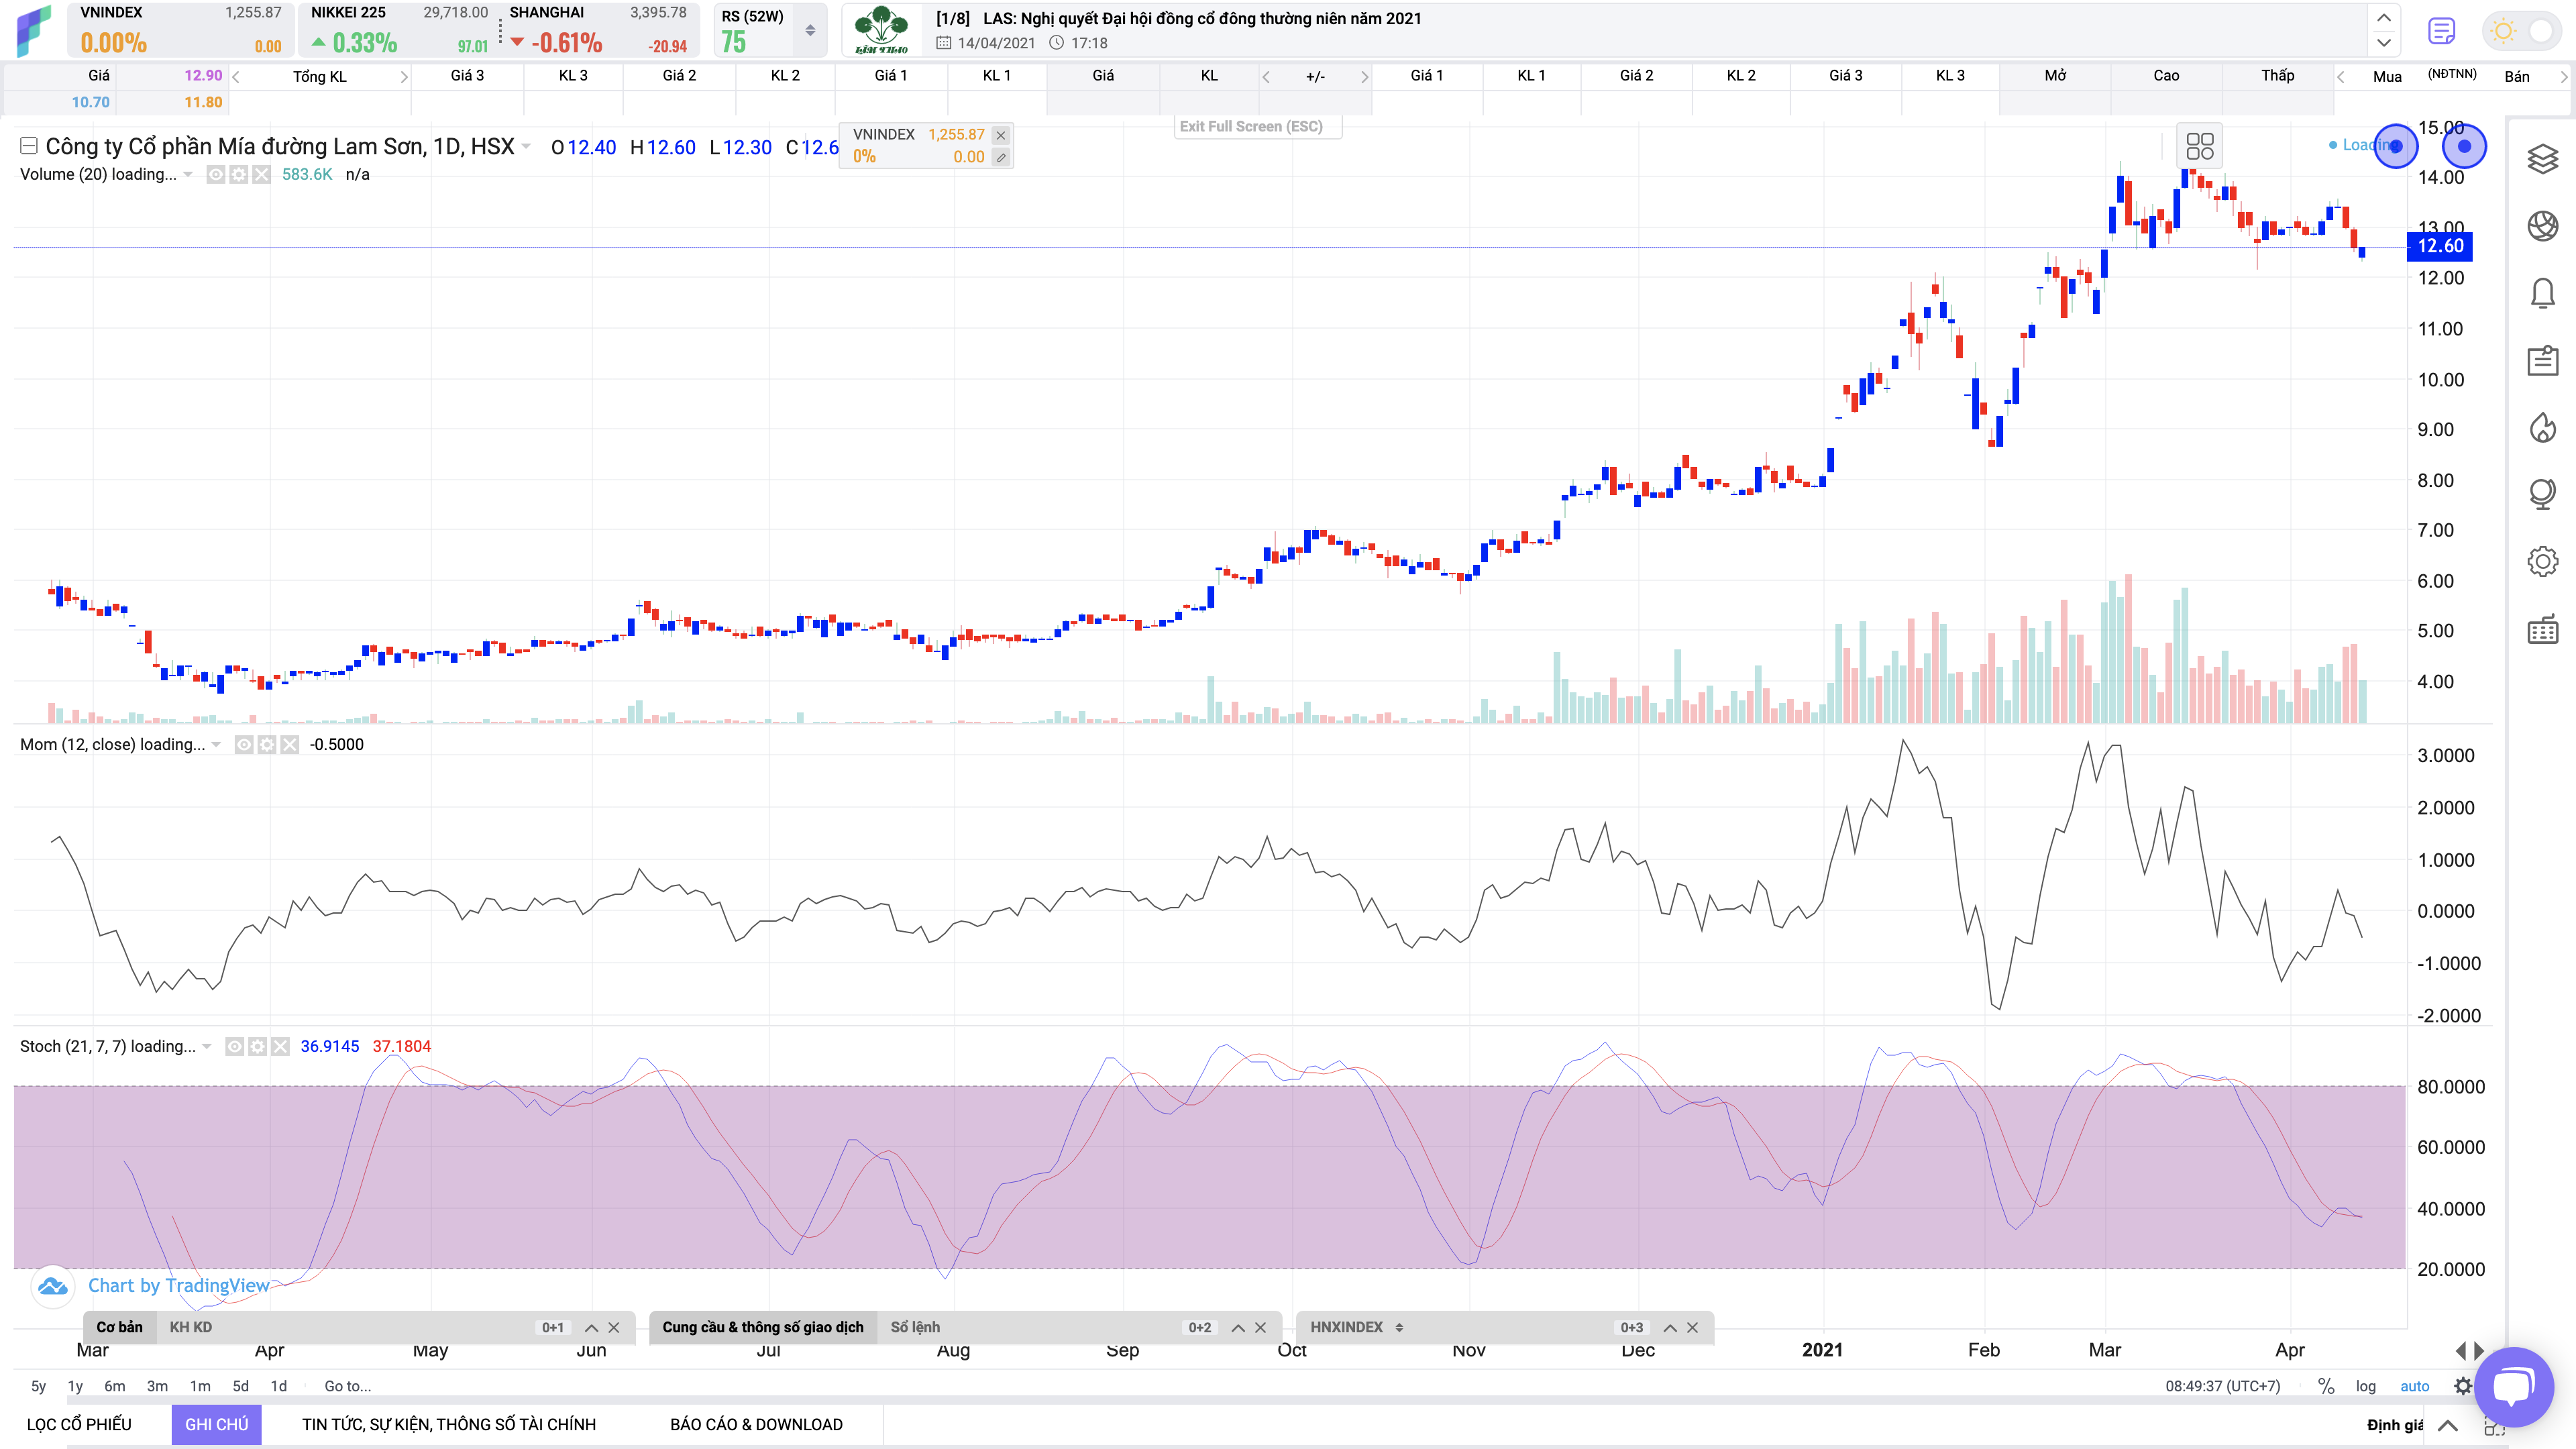 VNINDEX 1,255.87 NIKKEI 225 29,718.00 SHANGHAI 3,395.78 RS (52W) [1/8] LAS: Nghị quyết Đại hội đồng cổ đông thường niên năm 2021
0.00% 0.00 0.33% 97.01 -0.61% -20.94 75 14/04/2021 17:18
Giá 12.90 Tổng KL Giá 3 KL 3 Giá 2 KL 2 Giá 1 KL 1 Giá KL +/- Giá 1 KL 1 Giá 2 KL 2 Giá 3 KL 3 Mở Cao Thấp Mua (NĐTNN) Bán
10.70 11.80
Exit Full Screen (ESC)
Công ty Cổ phần Mía đường Lam Sơn, 1D, HSX O12.40 H12.60 L12.30 C12.6
VNINDEX 1,255.87
0% 0.00
Volume (20) loading... 583.6K n/a
15.00
14.00
13.00
12.60
12.00
11.00
10.00
9.00
8.00
7.00
6.00
5.00
4.00
Mom (12, close) loading... -0.5000
3.0000
2.0000
1.0000
0.0000
-1.0000
-2.0000
Stoch (21, 7, 7) loading... 36.9145 37.1804
80.0000
60.0000
40.0000
20.0000
Chart by TradingView
Cơ bản KH KD 0+1 Cung cầu & thông số giao dịch Sổ lệnh 0+2 HNXINDEX 0+3
Mar Apr May Jun Jul Aug Sep Oct Nov Dec 2021 Feb Mar Apr
5y 1y 6m 3m 1m 5d 1d Go to... 08:49:37 (UTC+7) % log auto
LỌC CỔ PHIẾU GHI CHÚ TIN TỨC, SỰ KIỆN, THÔNG SỐ TÀI CHÍNH BÁO CÁO & DOWNLOAD Định giá